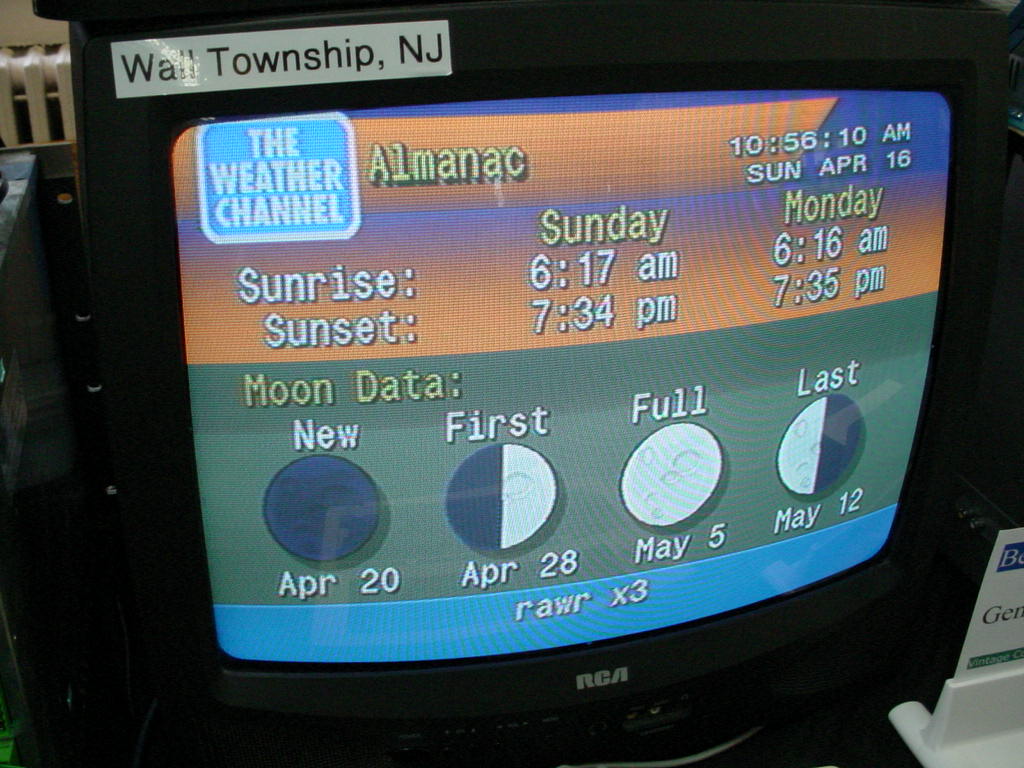 Wall Township, NJ
THE
WEATHER
CHANNEL
Almanac
10:56:10 AM
SUN APR 16
Sunday Monday
Sunrise: 6:17 am 6:16 am
Sunset: 7:34 pm 7:35 pm
Moon Data:
New First Full Last
Apr 20 Apr 28 May 5 May 12
rawr x3
RCA
Vintage